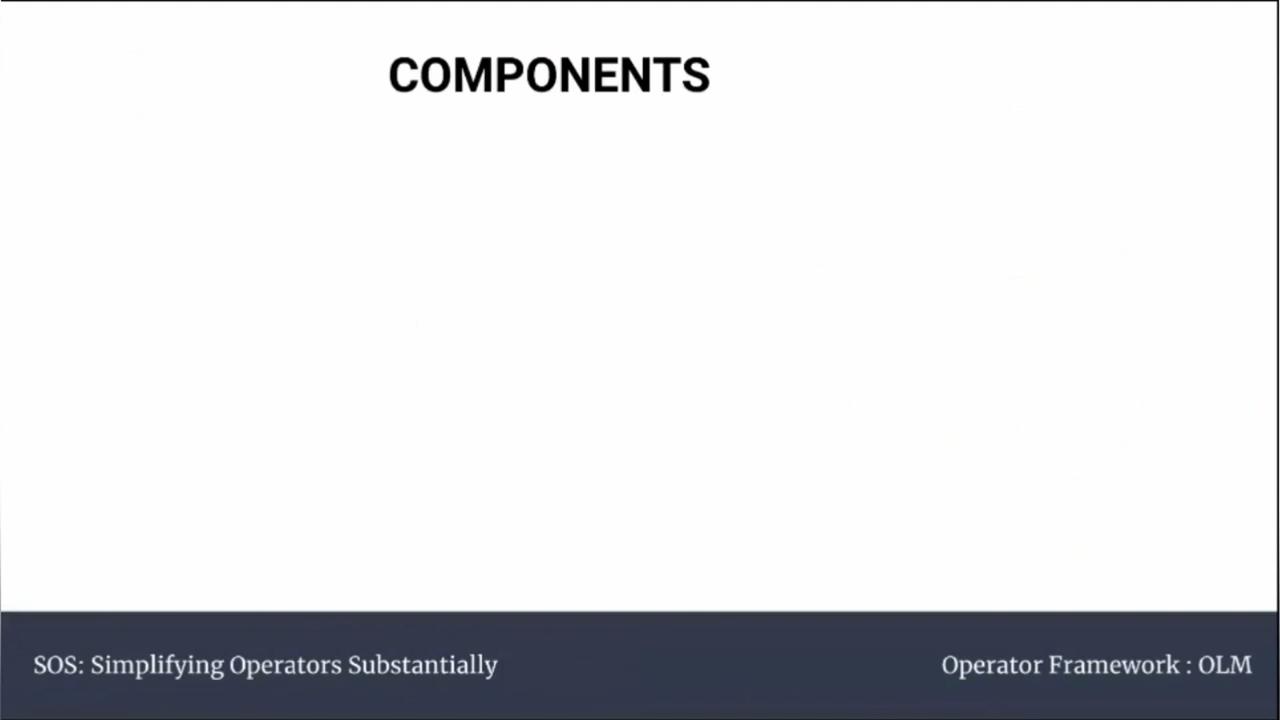 COMPONENTS
SOS: Simplifying Operators Substantially
Operator Framework : OLM